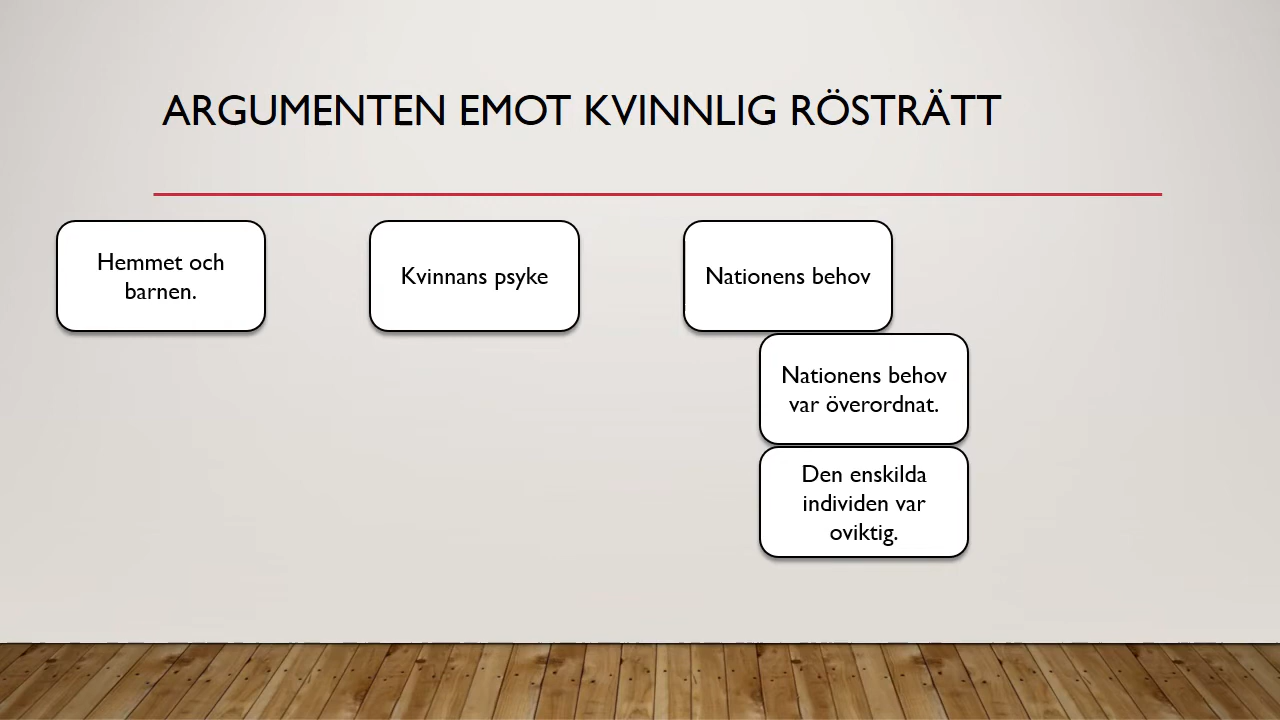 ARGUMENTEN EMOT KVINNLIG RÖSTRÄTT
Hemmet och
barnen.
Kvinnans psyke
Nationens behov
Nationens behov
var överordnat.
Den enskilda
individen var
oviktig.